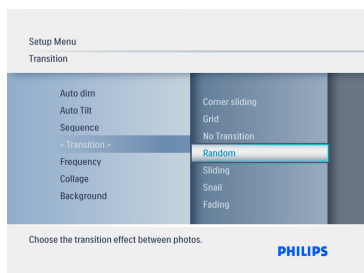 Setup Menu
Transition
Auto dim
Auto Tilt
Sequence
< Transition >
Frequency
Collage
Background
Corner sliding
Grid
No Transition
Random
Sliding
Snail
Fading
Choose the transition effect between photos.
PHILIPS